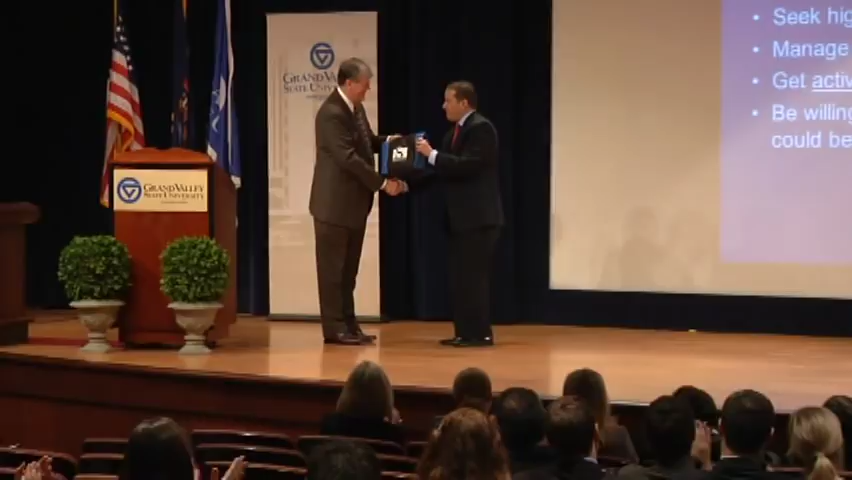 GRAND VALLEY
STATE UNIVERSITY
GRAND VALLEY
STATE UNIVERSITY
• Seek hig
• Manage
• Get activ
• Be willing
could be